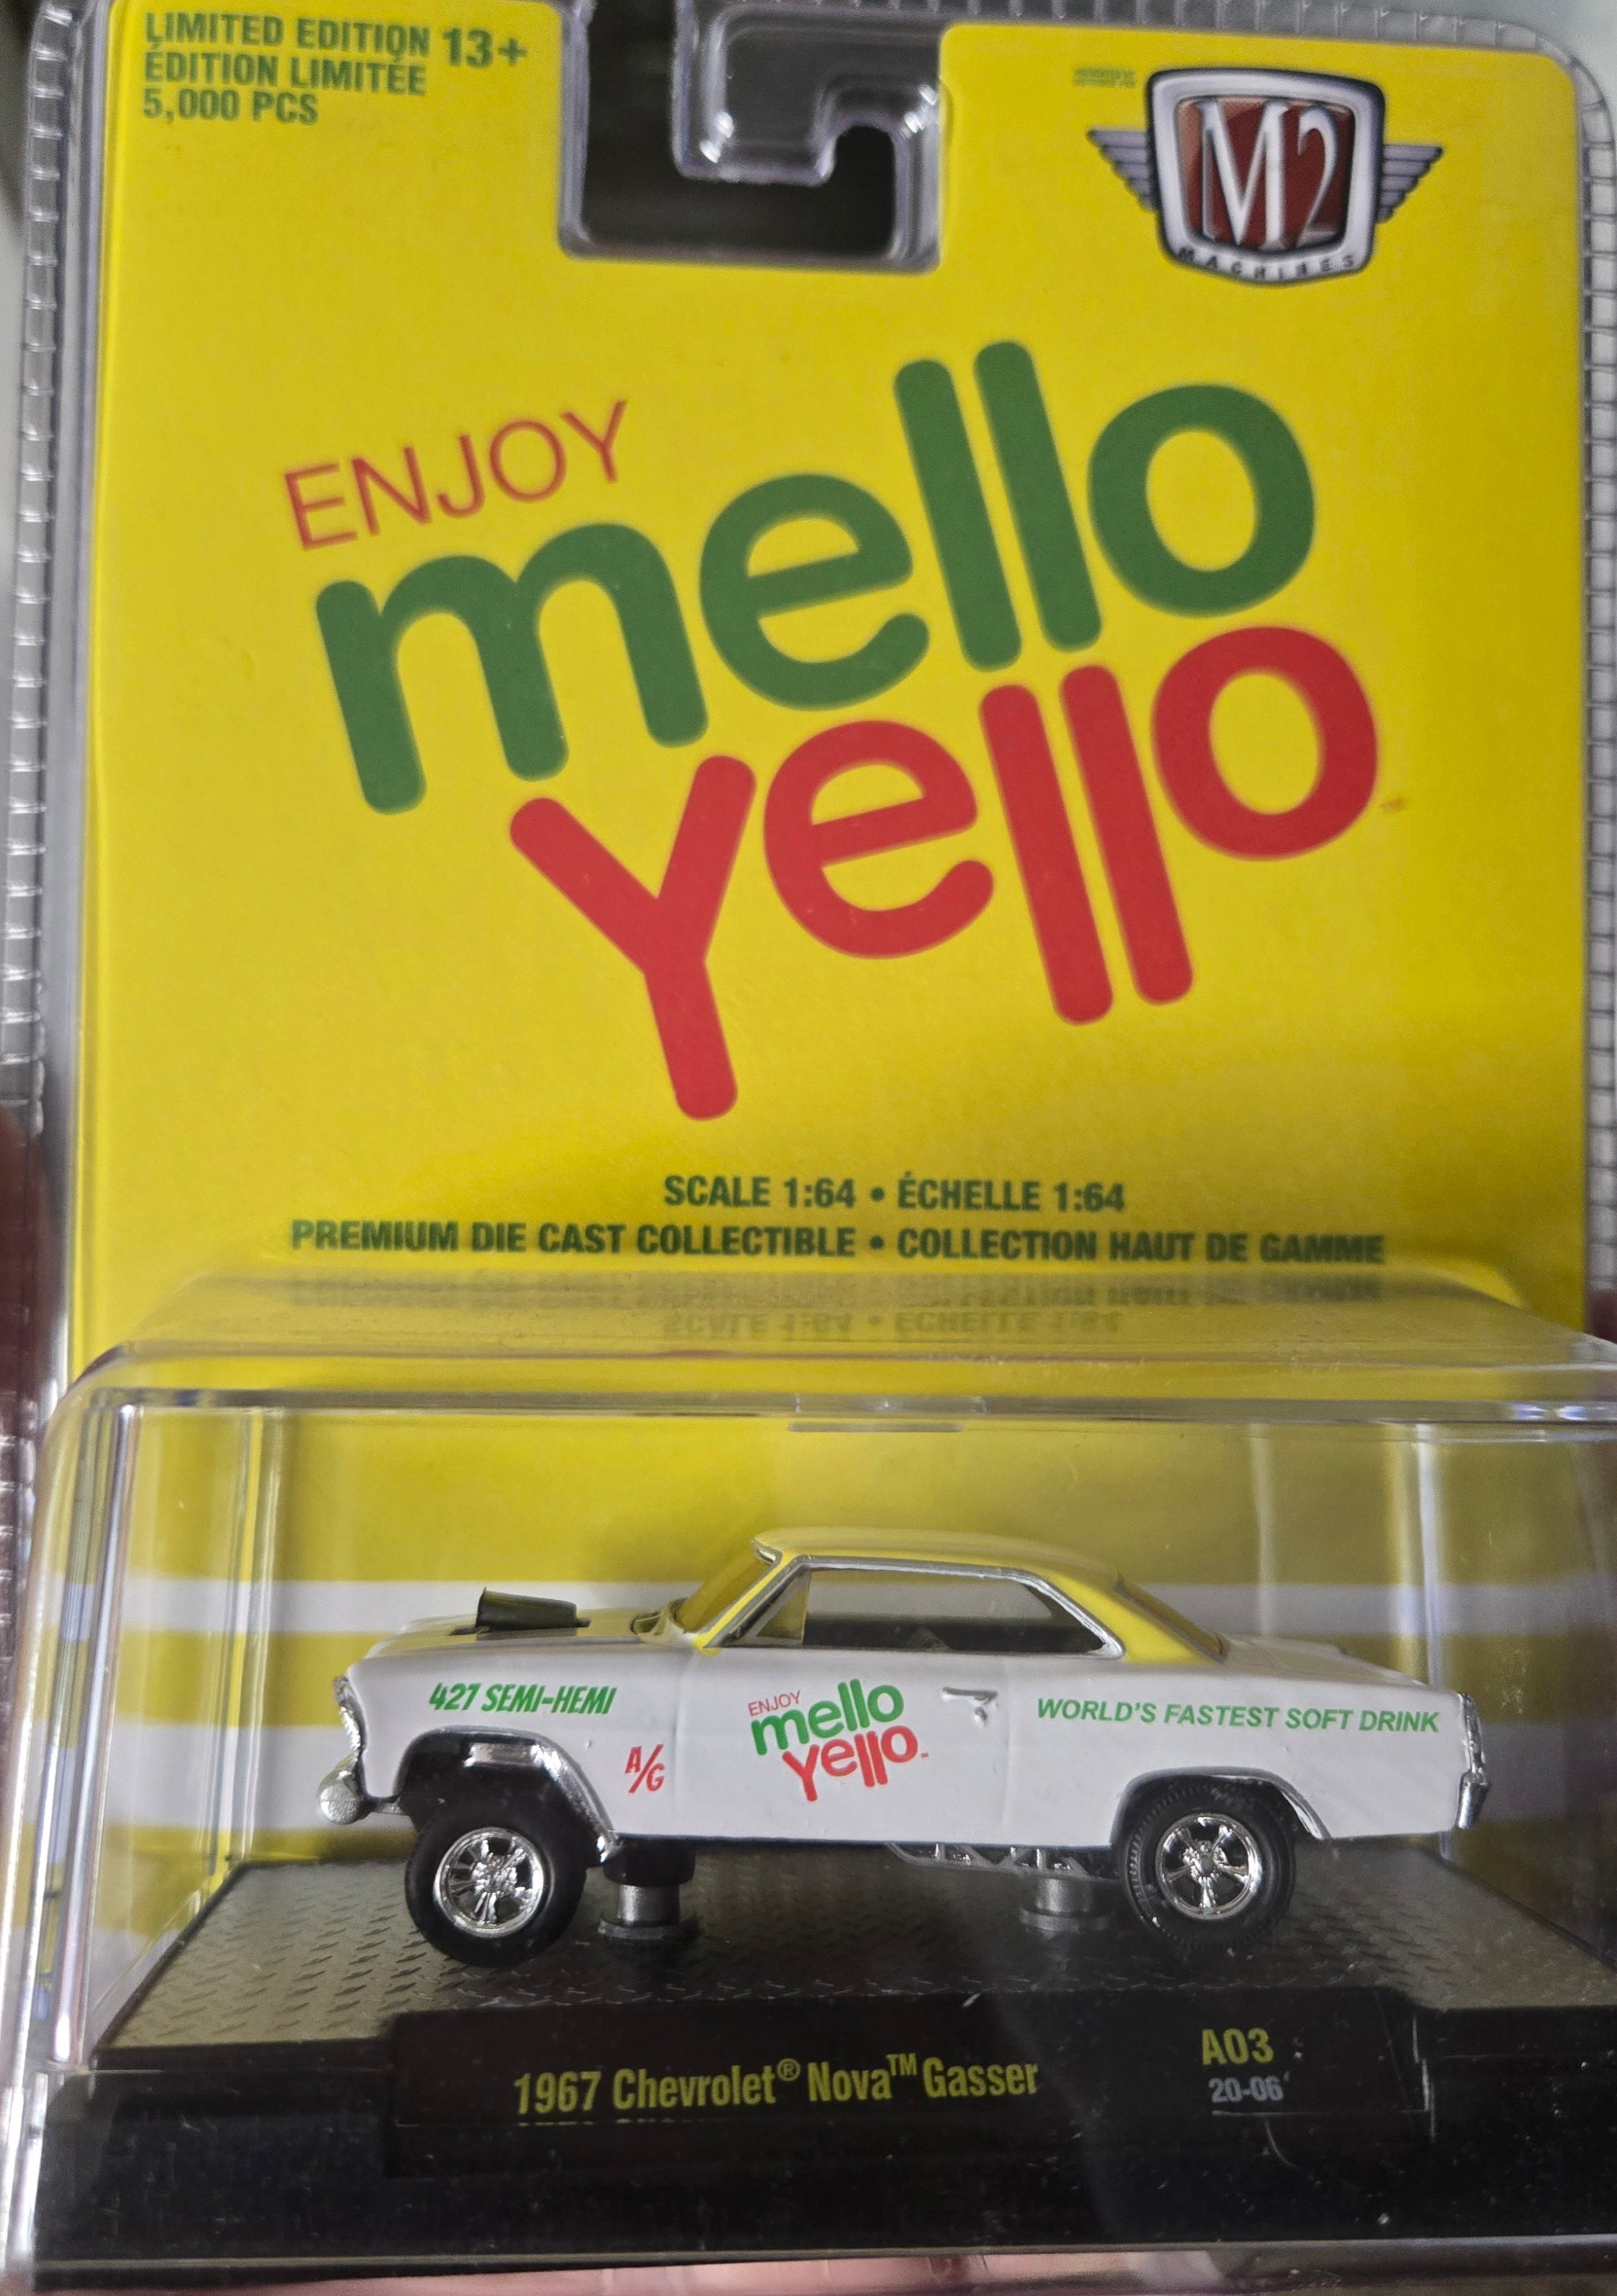 LIMITED EDITION 13+
ÉDITION LIMITÉE
5,000 PCS
M2
MACHINES
ENJOY
mello
yello
SCALE 1:64 • ÉCHELLE 1:64
PREMIUM DIE CAST COLLECTIBLE • COLLECTION HAUT DE GAMME
427 SEMI-HEMI
A/G
ENJOY
mello
yello
WORLD'S FASTEST SOFT DRINK
1967 Chevrolet® Nova™ Gasser
A03
20-06